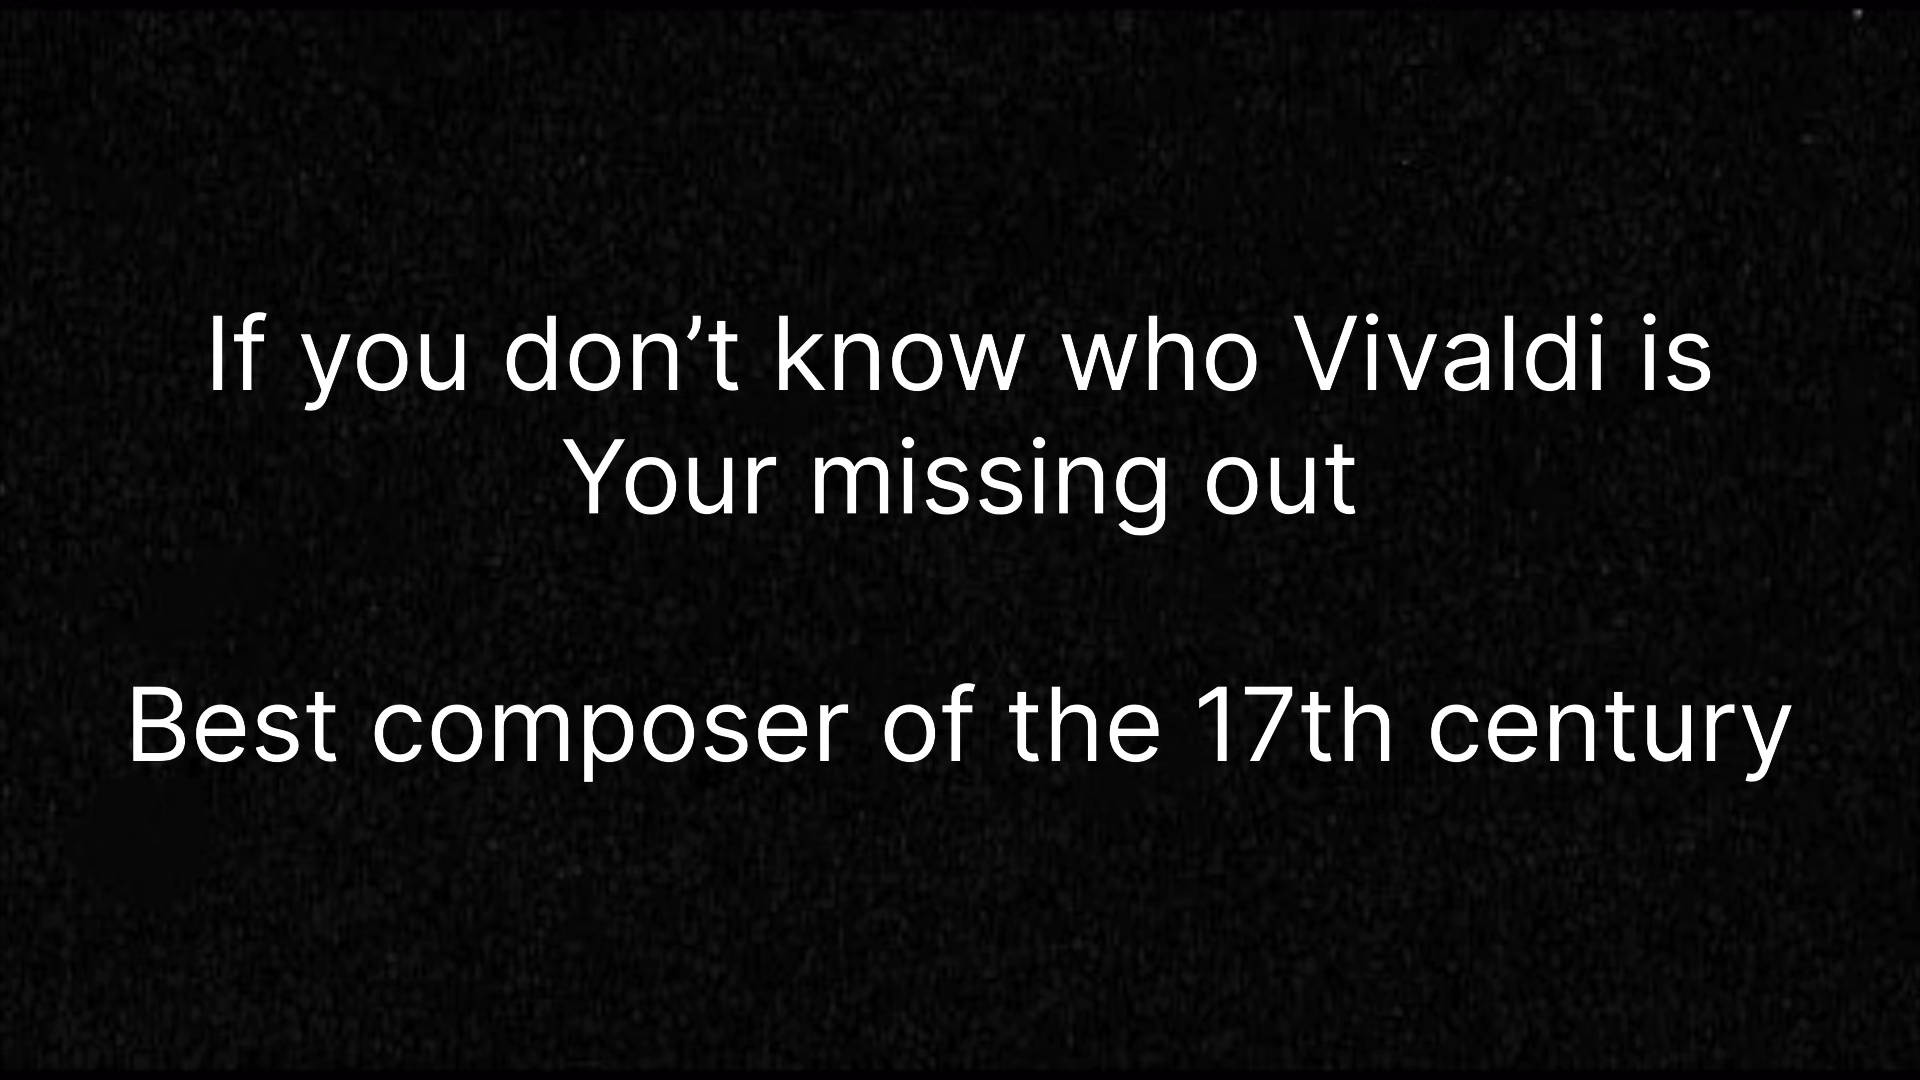 If you don’t know who Vivaldi is
Your missing out
Best composer of the 17th century